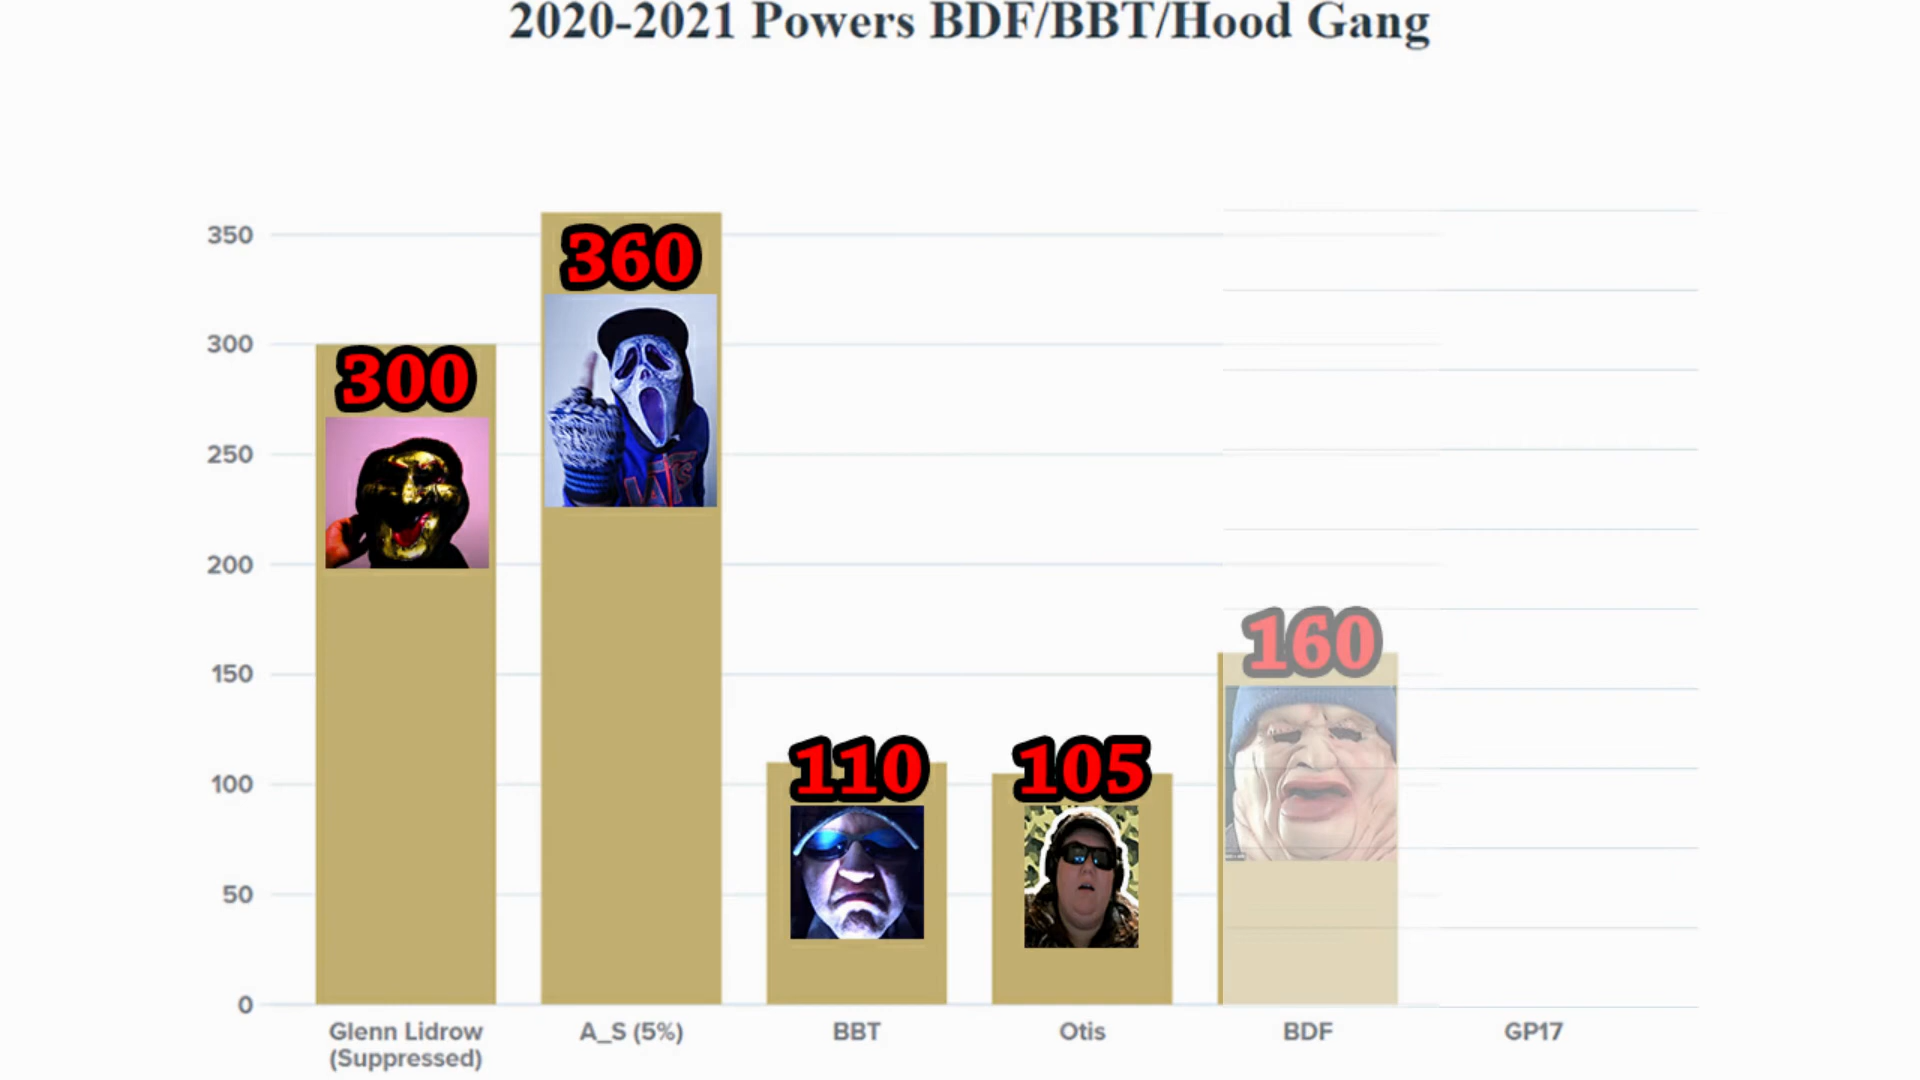 2020-2021 Powers BDF/BBT/Hood Gang
350
300
250
200
150
100
50
0
300
360
110
105
160
Glenn Lidrow
(Suppressed)
A_S (5%)
BBT
Otis
BDF
GP17